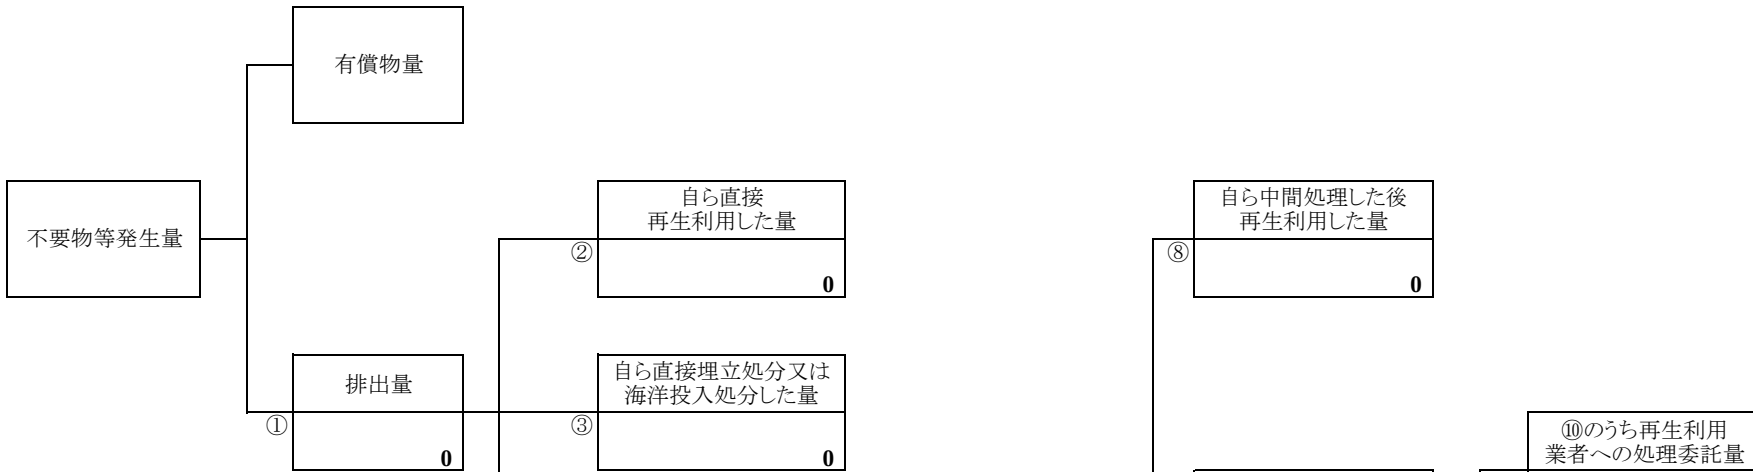 有償物量
不要物等発生量
自ら直接
再生利用した量
②
0
自ら中間処理した後
再生利用した量
⑧
0
排出量
①
0
自ら直接埋立処分又は
海洋投入処分した量
③
0
⑩のうち再生利用
業者への処理委託量